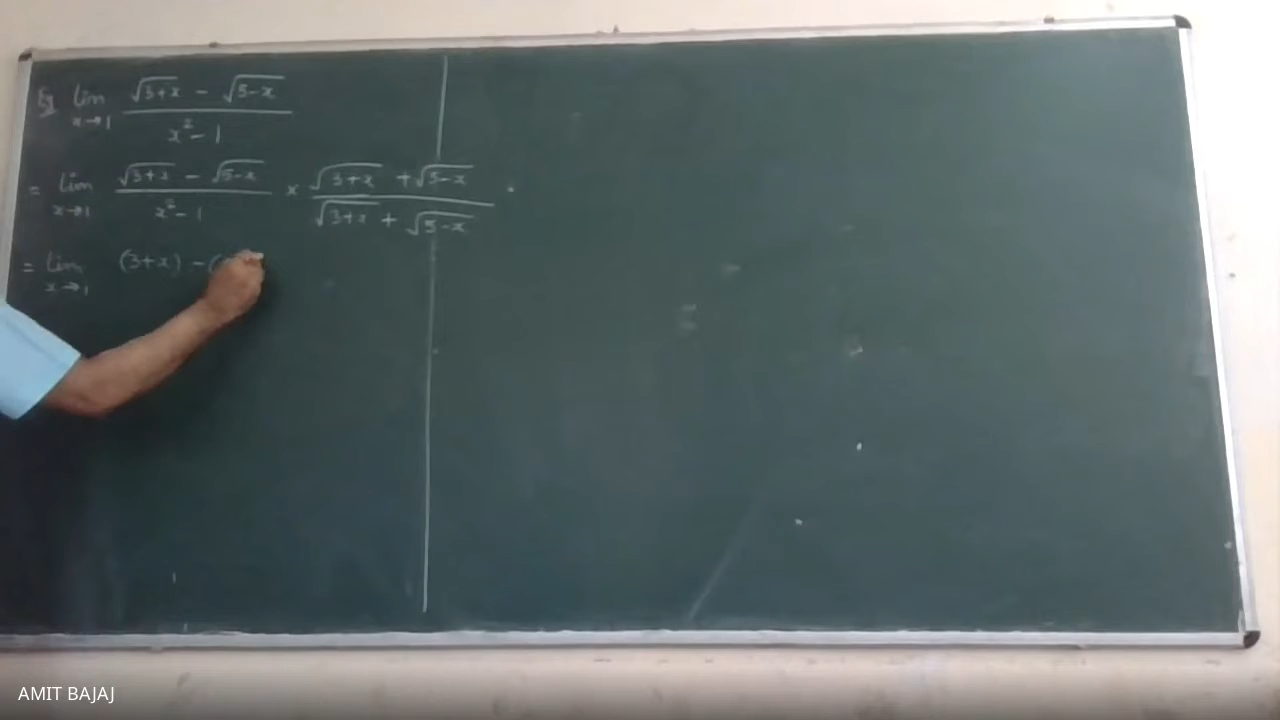 Eg lim x→1 (√3+x − √5−x) / (x² − 1)
= lim x→1 (√3+x − √5−x) / (x² − 1) × (√3+x + √5−x) / (√3+x + √5−x)
= lim x→1 (3+x) − (
AMIT BAJAJ